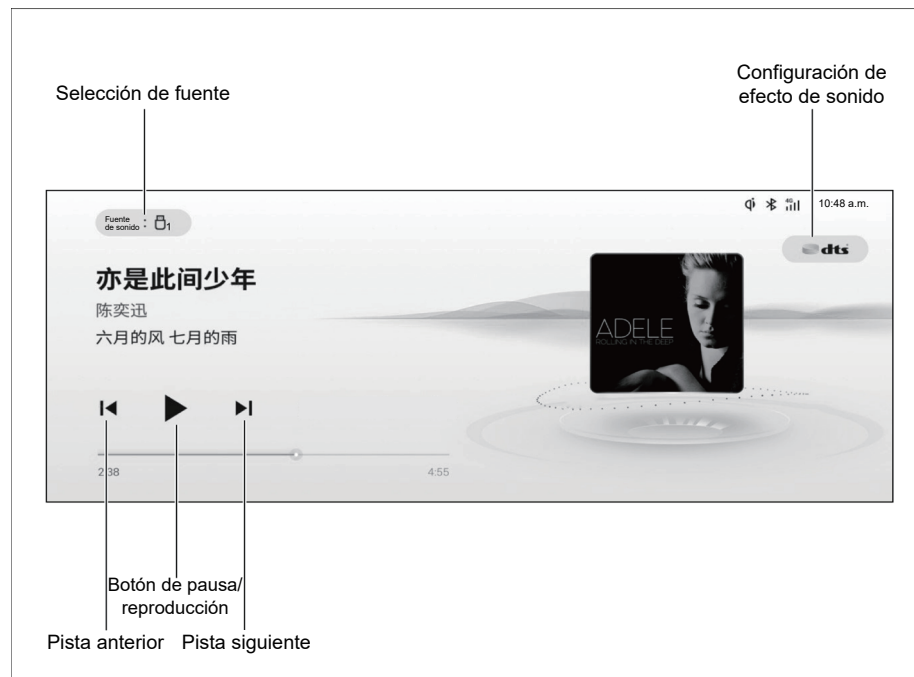 Selección de fuente
Configuración de
efecto de sonido
10:48 a.m.
4G
Fuente
de sonido :
1
dts
亦是此间少年
陈奕迅
六月的风 七月的雨
ADELE
ROLLING IN THE DEEP
2:38
4:55
Botón de pausa/
reproducción
Pista anterior
Pista siguiente